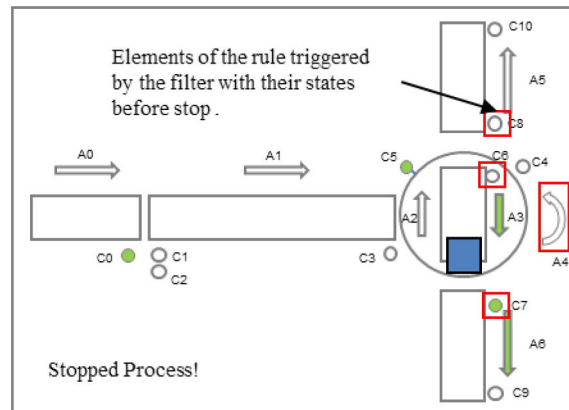 C10
Elements of the rule triggered
by the filter with their states
before stop .
A5
C8
A0
A1
C5
C6
C4
A2
A3
C0
C1
C2
C3
A4
C7
A6
Stopped Process!
C9